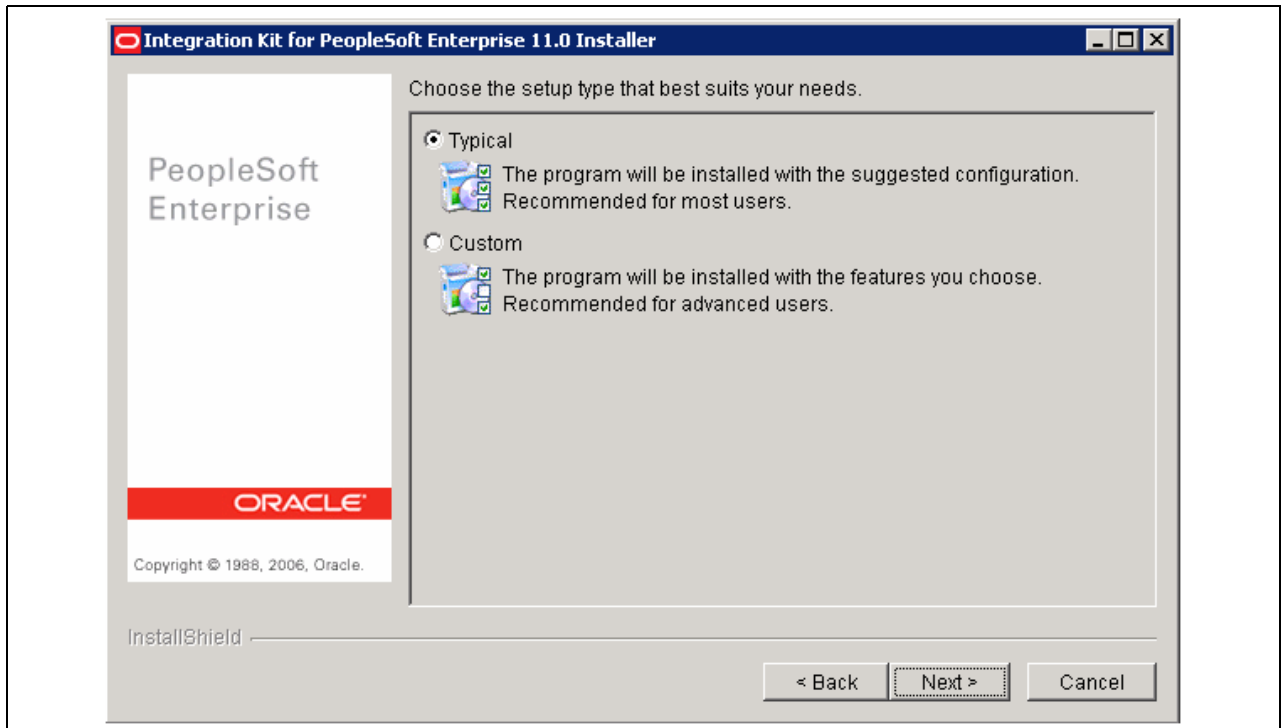 Integration Kit for PeopleSoft Enterprise 11.0 Installer
PeopleSoft
Enterprise
ORACLE®
Copyright © 1988, 2006, Oracle.
Choose the setup type that best suits your needs.
Typical
The program will be installed with the suggested configuration.
Recommended for most users.
Custom
The program will be installed with the features you choose.
Recommended for advanced users.
InstallShield
< Back
Next >
Cancel